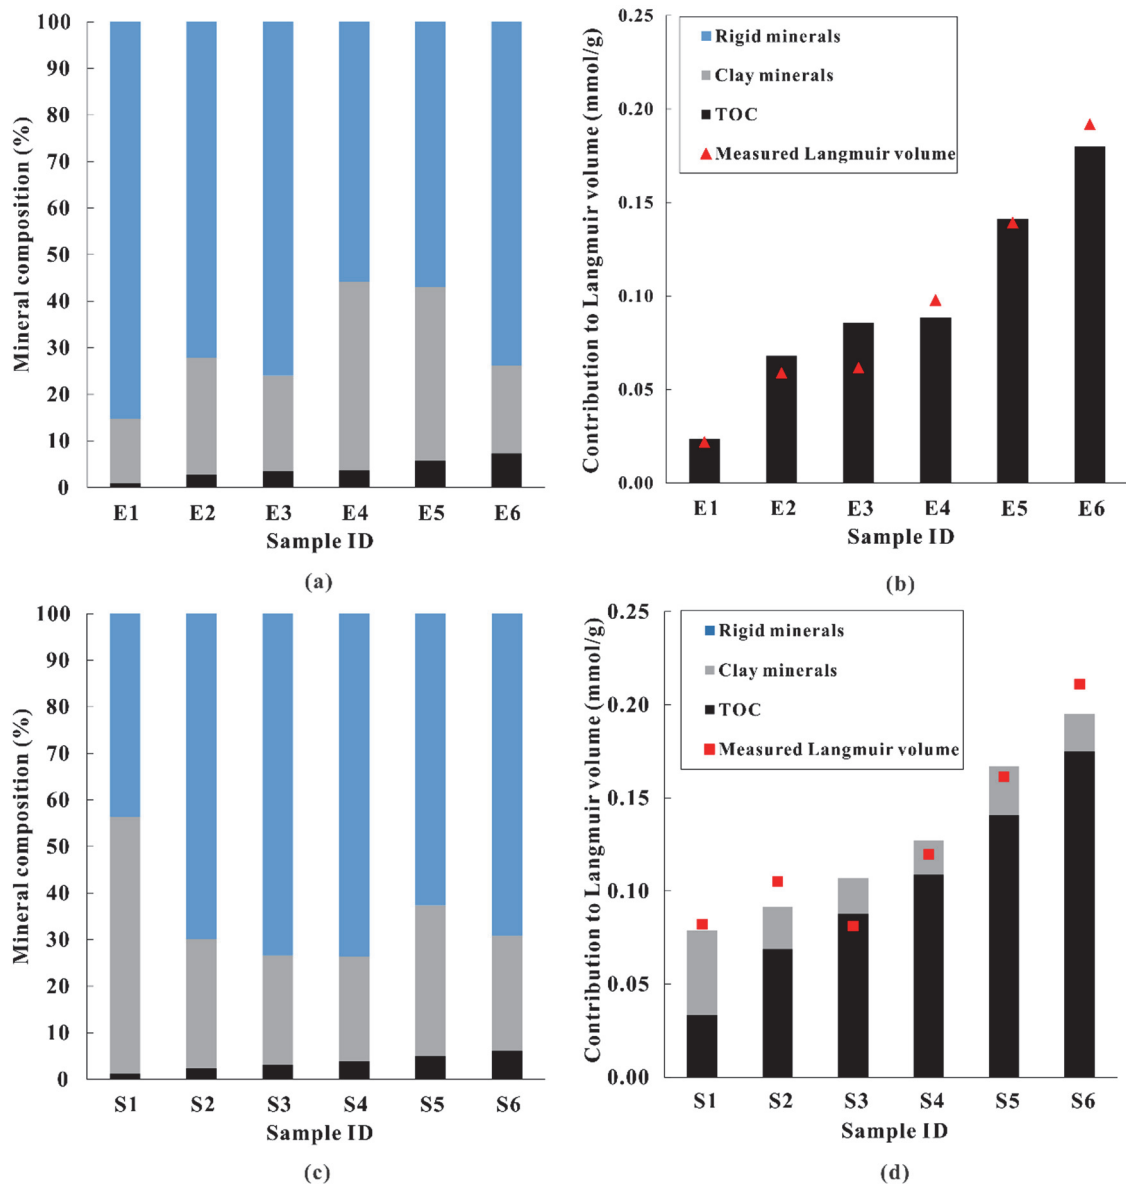 Mineral composition (%)
100
90
80
70
60
50
40
30
20
10
0
E1 E2 E3 E4 E5 E6
Sample ID
(a)
Contribution to Langmuir volume (mmol/g)
0.25
0.20
0.15
0.10
0.05
0.00
Rigid minerals
Clay minerals
TOC
Measured Langmuir volume
E1 E2 E3 E4 E5 E6
Sample ID
(b)
Mineral composition (%)
100
90
80
70
60
50
40
30
20
10
0
S1 S2 S3 S4 S5 S6
Sample ID
(c)
Contribution to Langmuir volume (mmol/g)
0.25
0.20
0.15
0.10
0.05
0.00
Rigid minerals
Clay minerals
TOC
Measured Langmuir volume
S1 S2 S3 S4 S5 S6
Sample ID
(d)